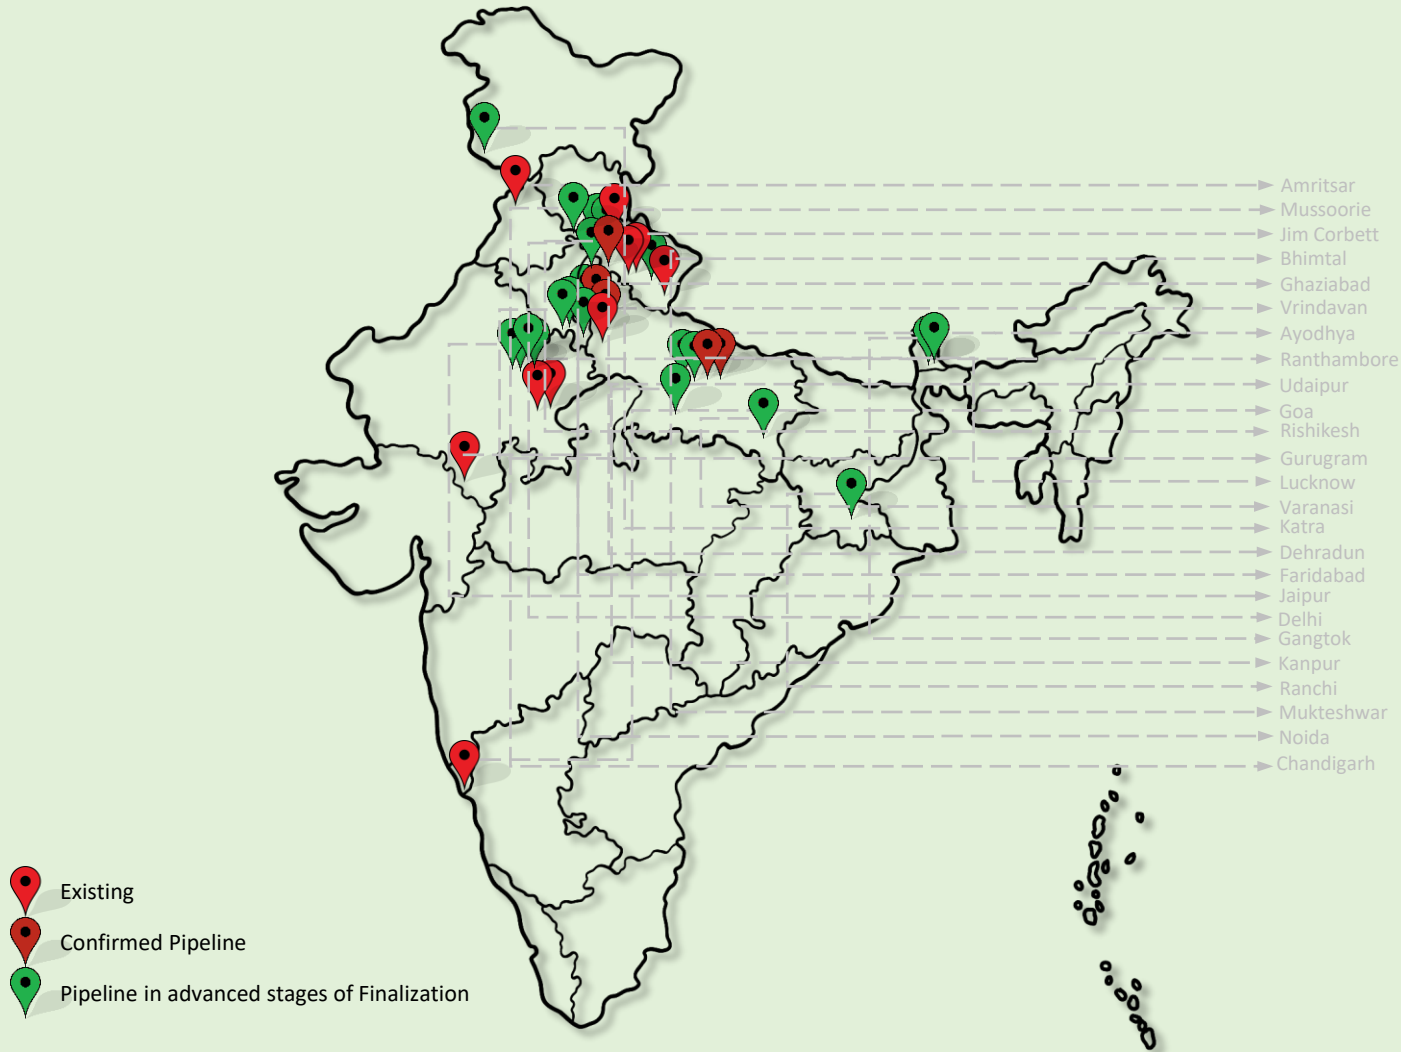 Amritsar
Mussoorie
Jim Corbett
Bhimtal
Ghaziabad
Vrindavan
Ayodhya
Ranthambore
Udaipur
Goa
Rishikesh
Gurugram
Lucknow
Varanasi
Katra
Dehradun
Faridabad
Jaipur
Delhi
Gangtok
Kanpur
Ranchi
Mukteshwar
Noida
Chandigarh
Existing
Confirmed Pipeline
Pipeline in advanced stages of Finalization